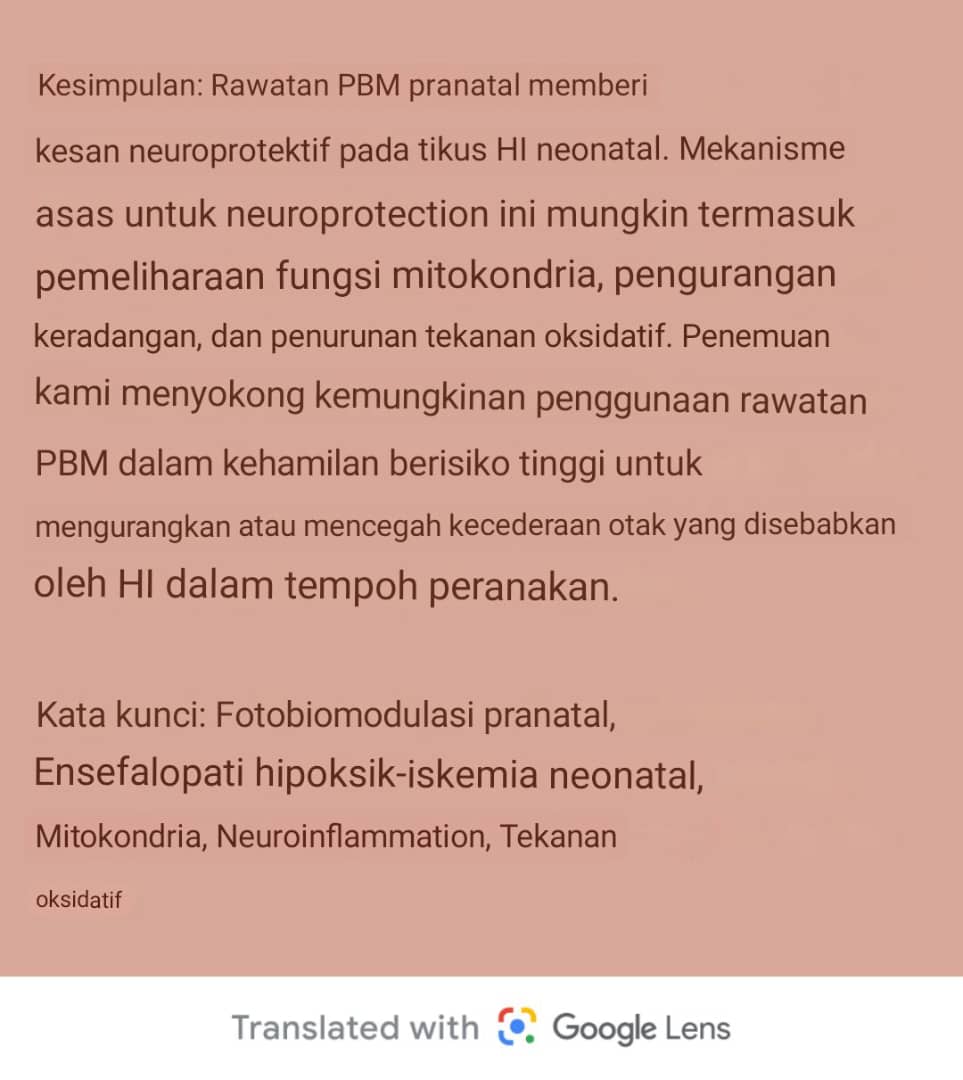 Kesimpulan: Rawatan PBM pranatal memberi
kesan neuroprotektif pada tikus HI neonatal. Mekanisme
asas untuk neuroprotection ini mungkin termasuk
pemeliharaan fungsi mitokondria, pengurangan
keradangan, dan penurunan tekanan oksidatif. Penemuan
kami menyokong kemungkinan penggunaan rawatan
PBM dalam kehamilan berisiko tinggi untuk
mengurangkan atau mencegah kecederaan otak yang disebabkan
oleh HI dalam tempoh peranakan.
Kata kunci: Fotobiomodulasi pranatal,
Ensefalopati hipoksik-iskemia neonatal,
Mitokondria, Neuroinflammation, Tekanan
oksidatif
Translated with Google Lens